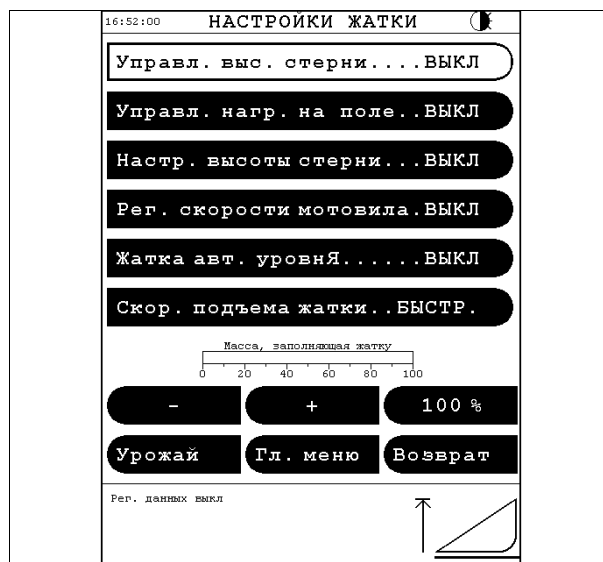 16:52:00 НАСТРОЙКИ ЖАТКИ
Управл. выс. стерни....ВЫКЛ
Управл. нагр. на поле..ВЫКЛ
Настр. высоты стерни...ВЫКЛ
Рег. скорости мотовила.ВЫКЛ
Жатка авт. уровнЯ......ВЫКЛ
Скор. подъема жатки..БЫСТР.
Масса, заполняющая жатку
0 20 40 60 80 100
- + 100 %
Урожай Гл. меню Возврат
Рег. данных выкл